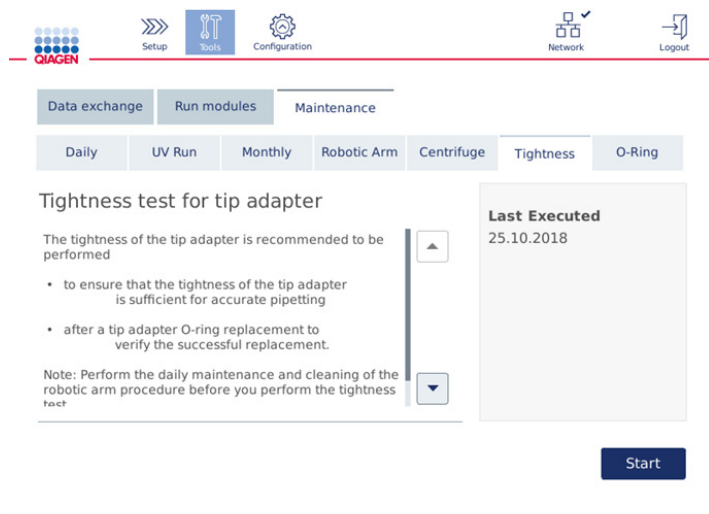 QIAGEN
Setup
Tools
Configuration
Network
Logout
Data exchange
Run modules
Maintenance
Daily
UV Run
Monthly
Robotic Arm
Centrifuge
Tightness
O-Ring
Tightness test for tip adapter
The tightness of the tip adapter is recommended to be
performed
• to ensure that the tightness of the tip adapter
is sufficient for accurate pipetting
• after a tip adapter O-ring replacement to
verify the successful replacement.
Note: Perform the daily maintenance and cleaning of the
robotic arm procedure before you perform the tightness
test
Last Executed
25.10.2018
Start